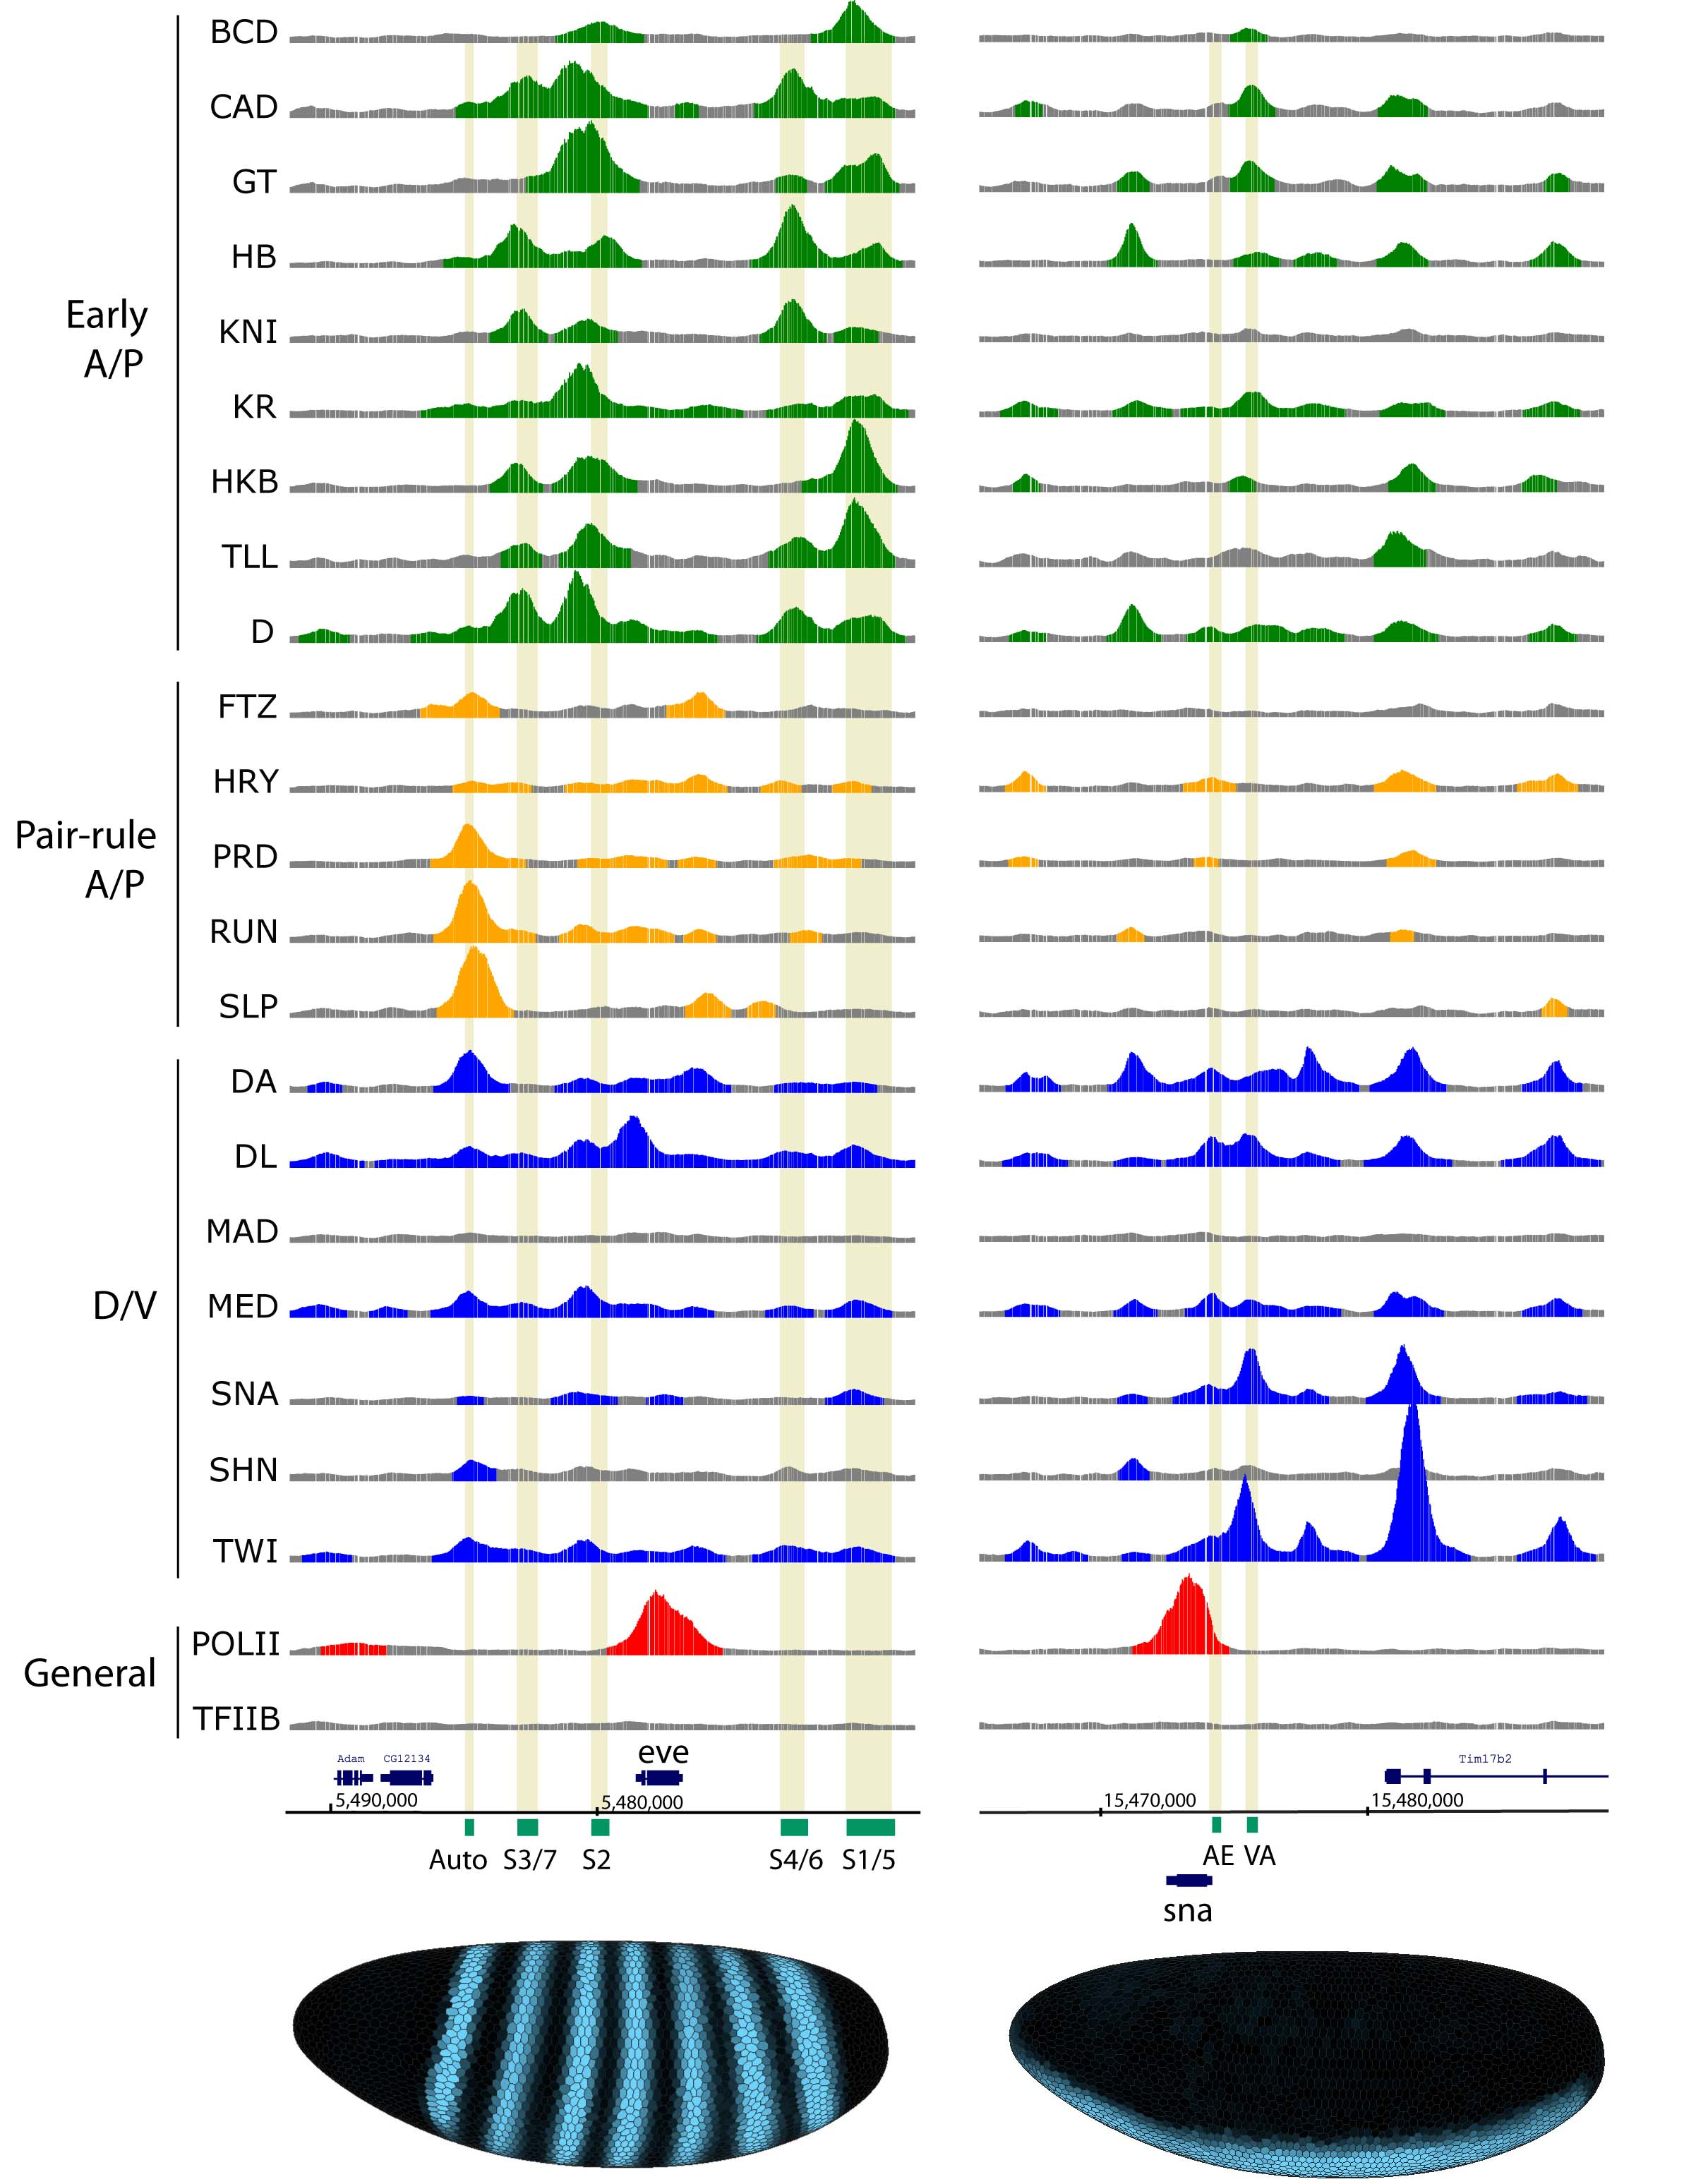 BCD
CAD
GT
HB
Early
A/P
KNI
KR
HKB
TLL
D
FTZ
HRY
Pair-rule
A/P
PRD
RUN
SLP
DA
DL
MAD
D/V
MED
SNA
SHN
TWI
POLII
General
TFIIB
eve
Adam CG12134 Tim17b2
5,490,000 5,480,000 15,470,000 15,480,000
Auto S3/7 S2 S4/6 S1/5 AE VA
sna